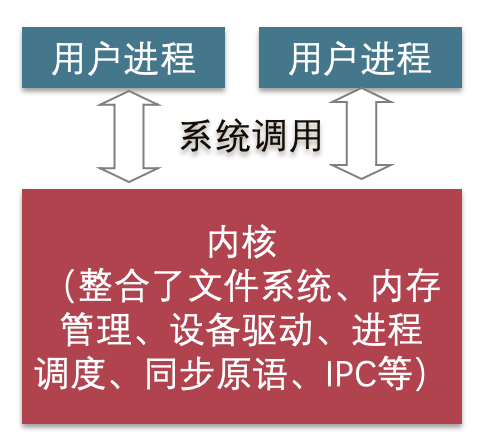 用户进程 用户进程
系统调用
内核
（整合了文件系统、内存
管理、设备驱动、进程
调度、同步原语、IPC等）